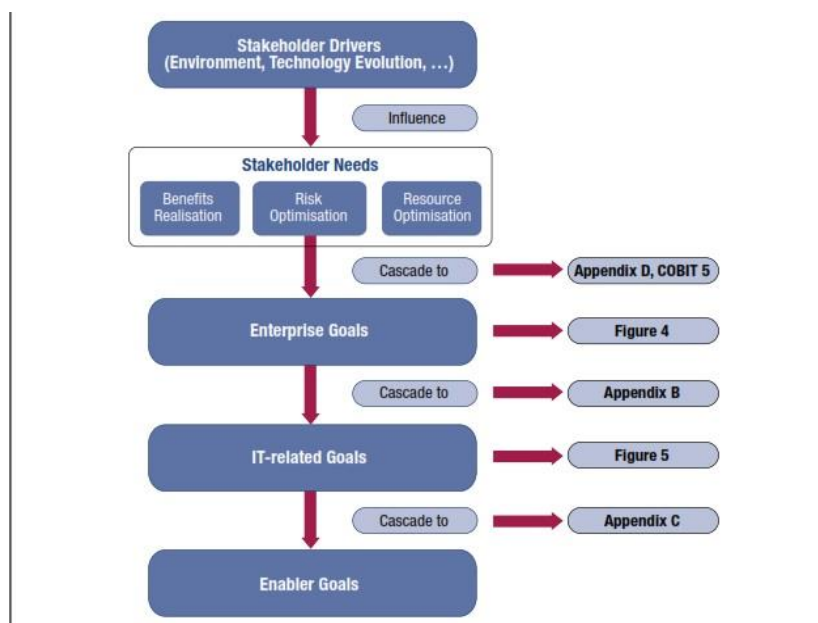 Stakeholder Drivers
(Environment, Technology Evolution, …)
Influence
Stakeholder Needs
Benefits
Realisation
Risk
Optimisation
Resource
Optimisation
Cascade to
Appendix D, COBIT 5
Enterprise Goals
Figure 4
Cascade to
Appendix B
IT-related Goals
Figure 5
Cascade to
Appendix C
Enabler Goals